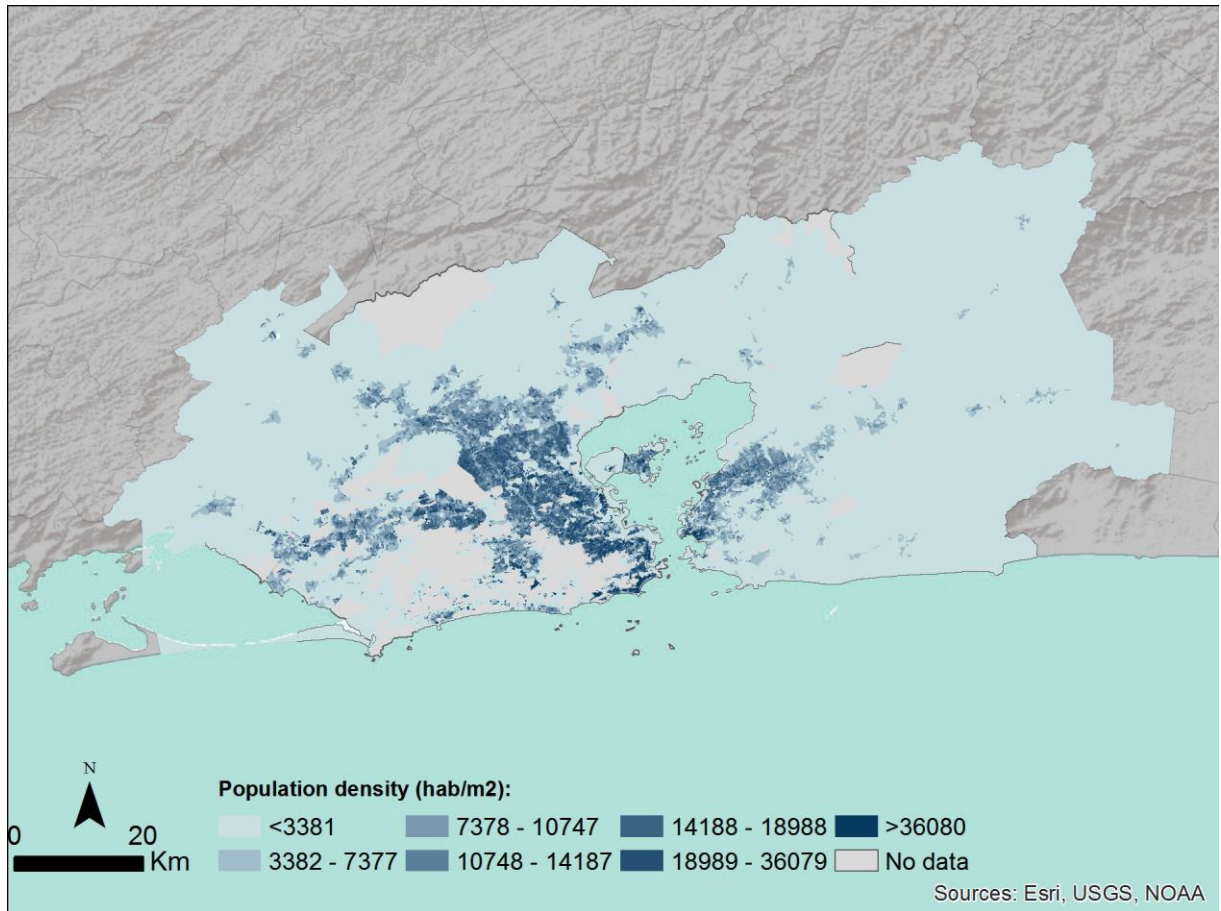 N
0 20
Km
Population density (hab/m2):
<3381 7378 - 10747 14188 - 18988 >36080
3382 - 7377 10748 - 14187 18989 - 36079 No data
Sources: Esri, USGS, NOAA